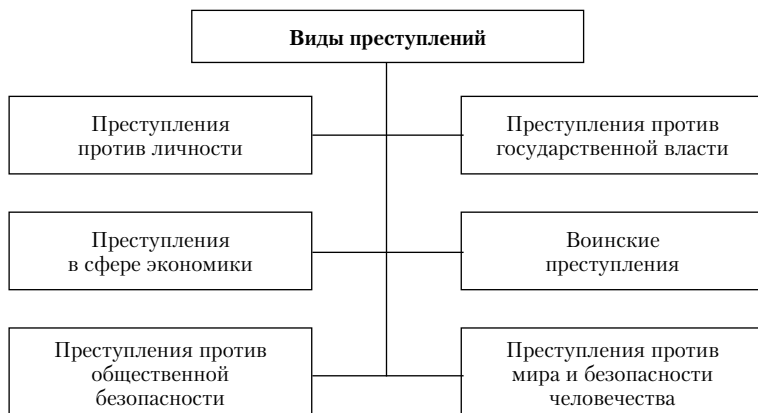 Виды преступлений
Преступления
против личности
Преступления против
государственной власти
Преступления
в сфере экономики
Воинские
преступления
Преступления против
общественной
безопасности
Преступления против
мира и безопасности
человечества